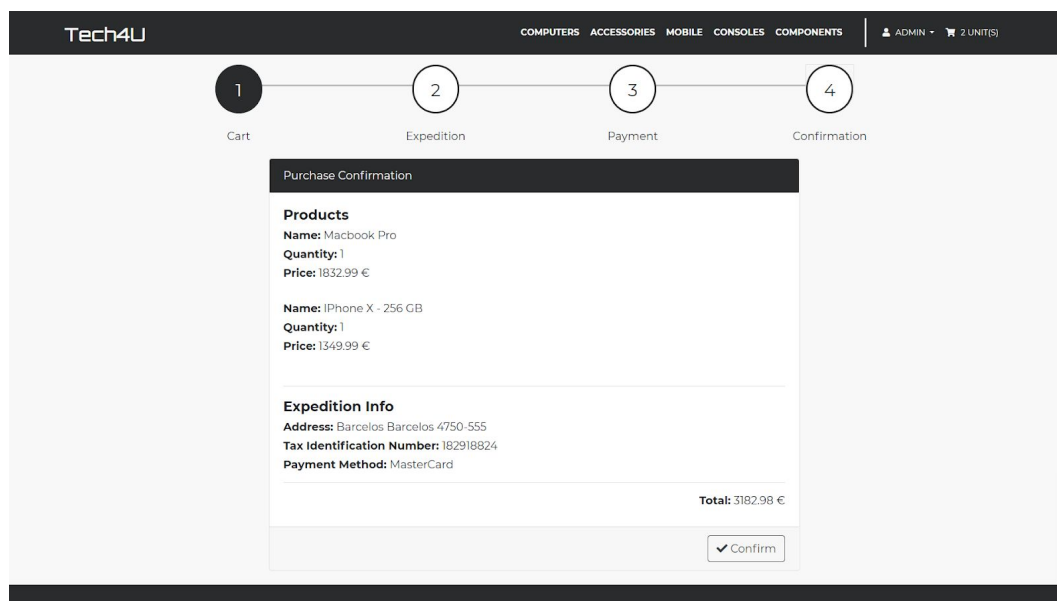 Tech4U
COMPUTERS ACCESSORIES MOBILE CONSOLES COMPONENTS ADMIN 2 UNIT(S)
1 2 3 4
Cart Expedition Payment Confirmation
Purchase Confirmation
Products
Name: Macbook Pro
Quantity: 1
Price: 1832.99 €
Name: IPhone X - 256 GB
Quantity: 1
Price: 1349.99 €
Expedition Info
Address: Barcelos Barcelos 4750-555
Tax Identification Number: 182918824
Payment Method: MasterCard
Total: 3182.98 €
Confirm